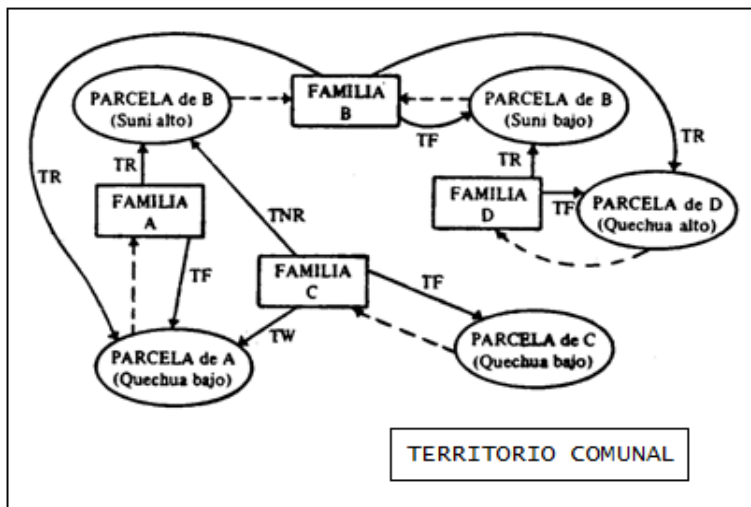 PARCELA de B
(Suni alto)
FAMILIA
B
PARCELA de B
(Suni bajo)
TF
TR
TR
TR
TR
FAMILIA
A
FAMILIA
D
TF
PARCELA de D
(Quechua alto)
TNR
FAMILIA
C
TF
TF
TW
PARCELA de A
(Quechua bajo)
PARCELA de C
(Quechua bajo)
TERRITORIO COMUNAL